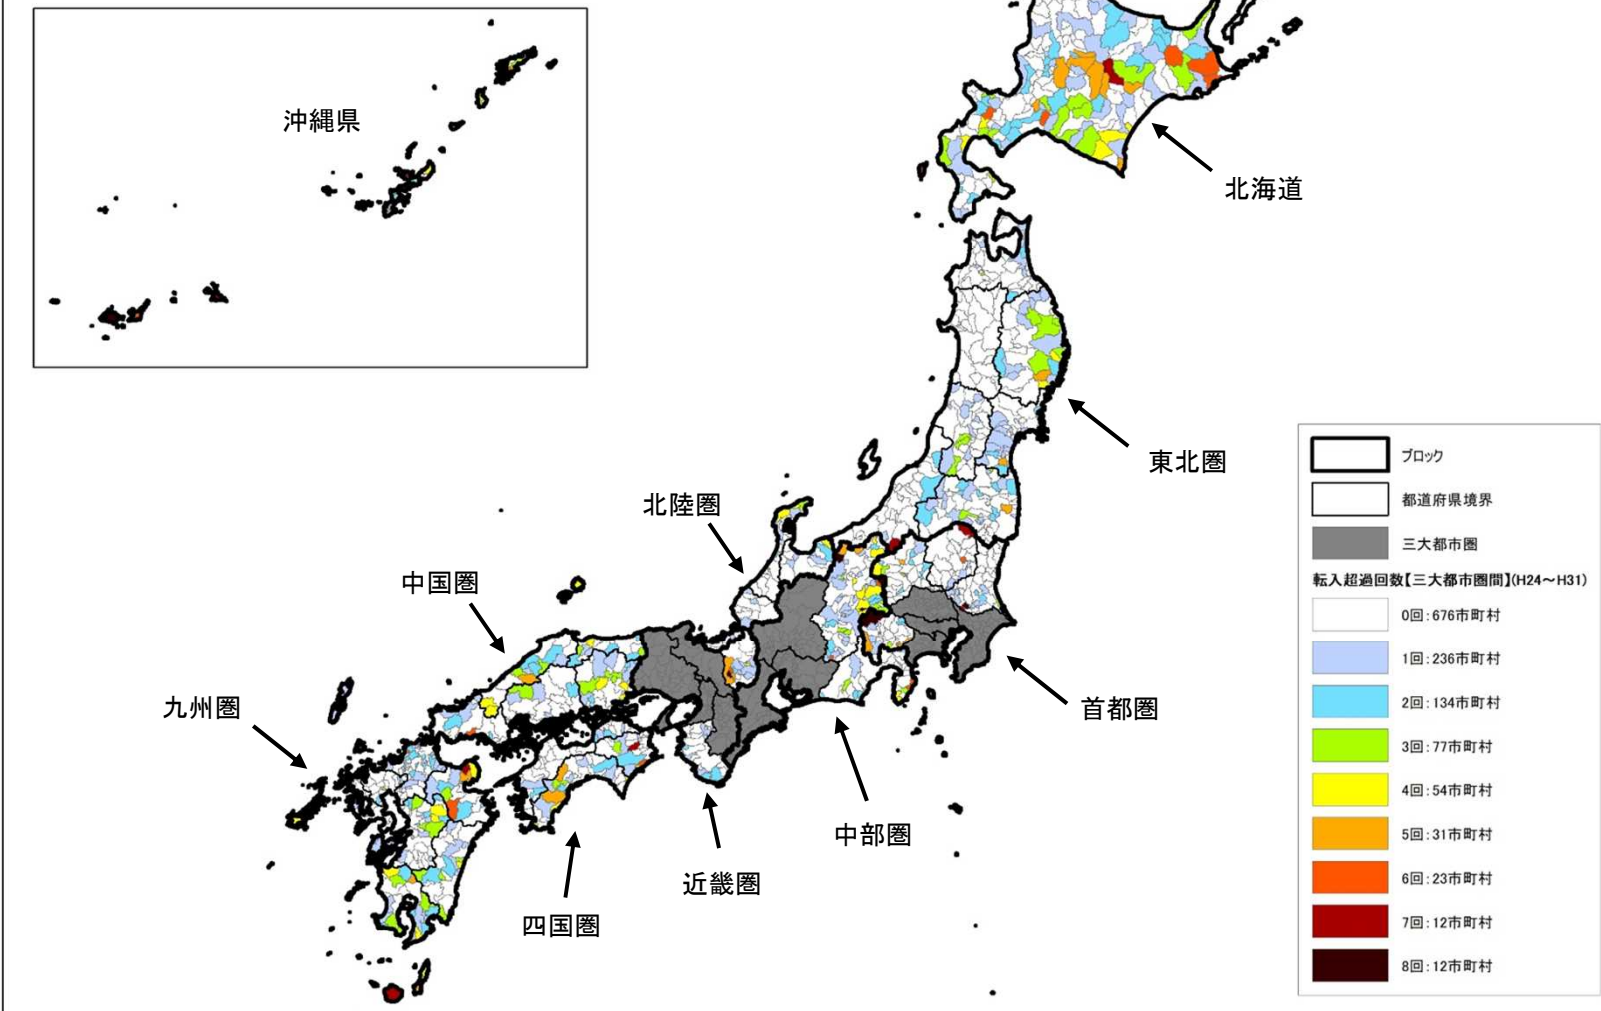 沖縄県
北海道
東北圏
北陸圏
中国圏
九州圏
首都圏
中部圏
近畿圏
四国圏
ブロック
都道府県境界
三大都市圏
転入超過回数【三大都市圏間】(H24～H31)
0回：676市町村
1回：236市町村
2回：134市町村
3回：77市町村
4回：54市町村
5回：31市町村
6回：23市町村
7回：12市町村
8回：12市町村